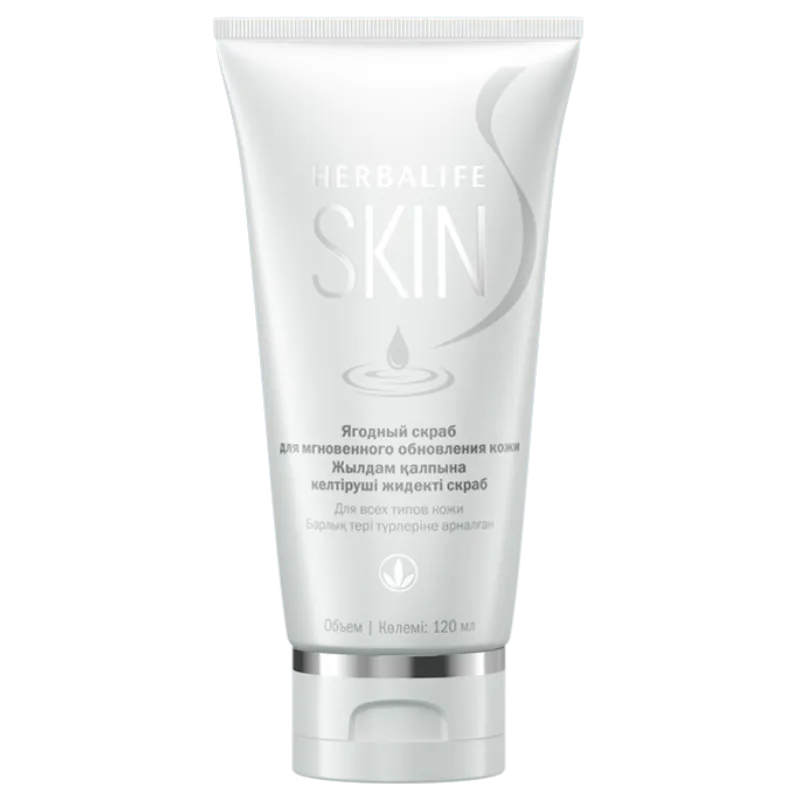 HERBALIFE
SKIN
Ягодный скраб
для мгновенного обновления кожи
Жылдам қалпына
келтіруші жидекті скраб
Для всех типов кожи
Барлық тері түрлеріне арналған
Объем | Көлемі: 120 мл